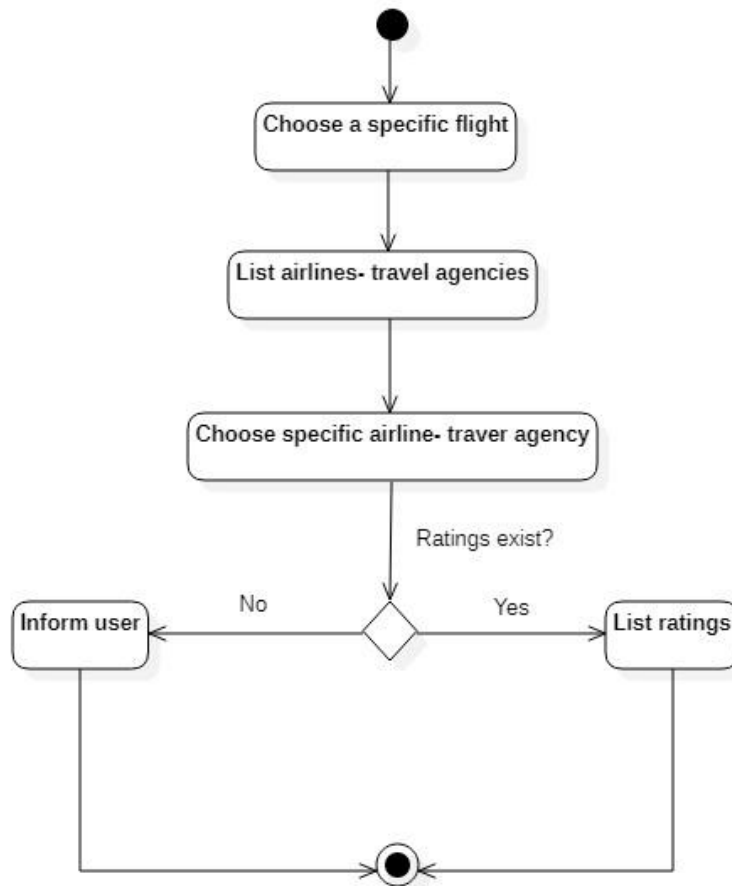 Choose a specific flight
List airlines- travel agencies
Choose specific airline- traver agency
Ratings exist?
No
Yes
Inform user
List ratings